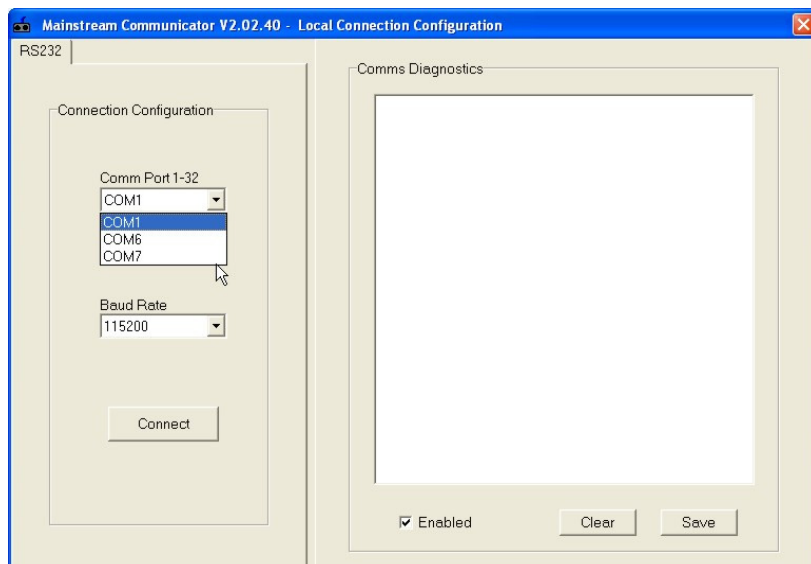 Mainstream Communicator V2.02.40 - Local Connection Configuration
RS232
Connection Configuration
Comm Port 1-32
COM1
COM1
COM6
COM7
Baud Rate
115200
Connect
Comms Diagnostics
Enabled
Clear
Save